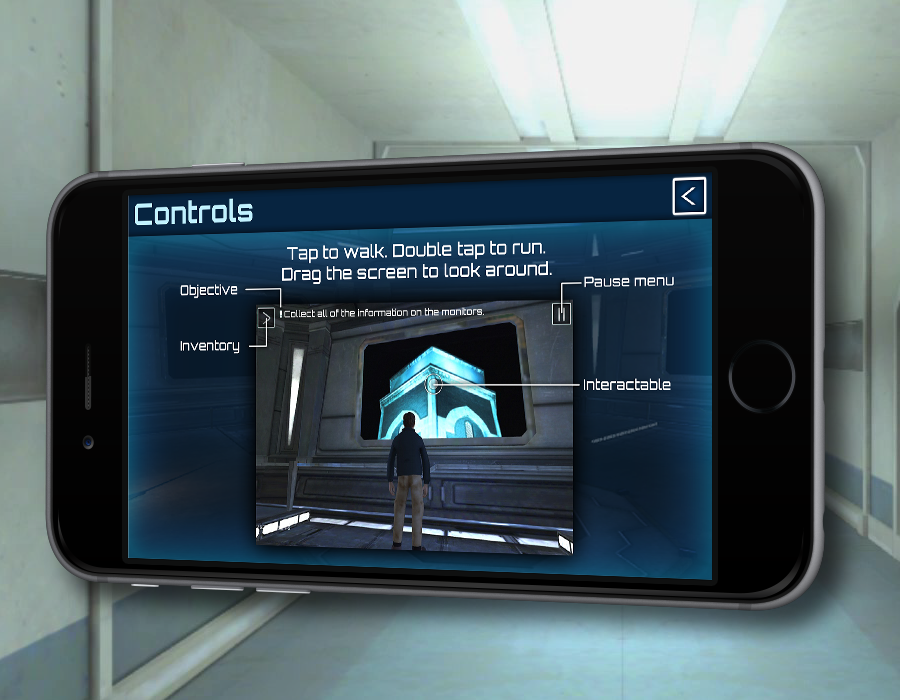 Controls
Tap to walk. Double tap to run.
Drag the screen to look around.
Objective
Pause menu
! Collect all of the information on the monitors.
Inventory
Interactable